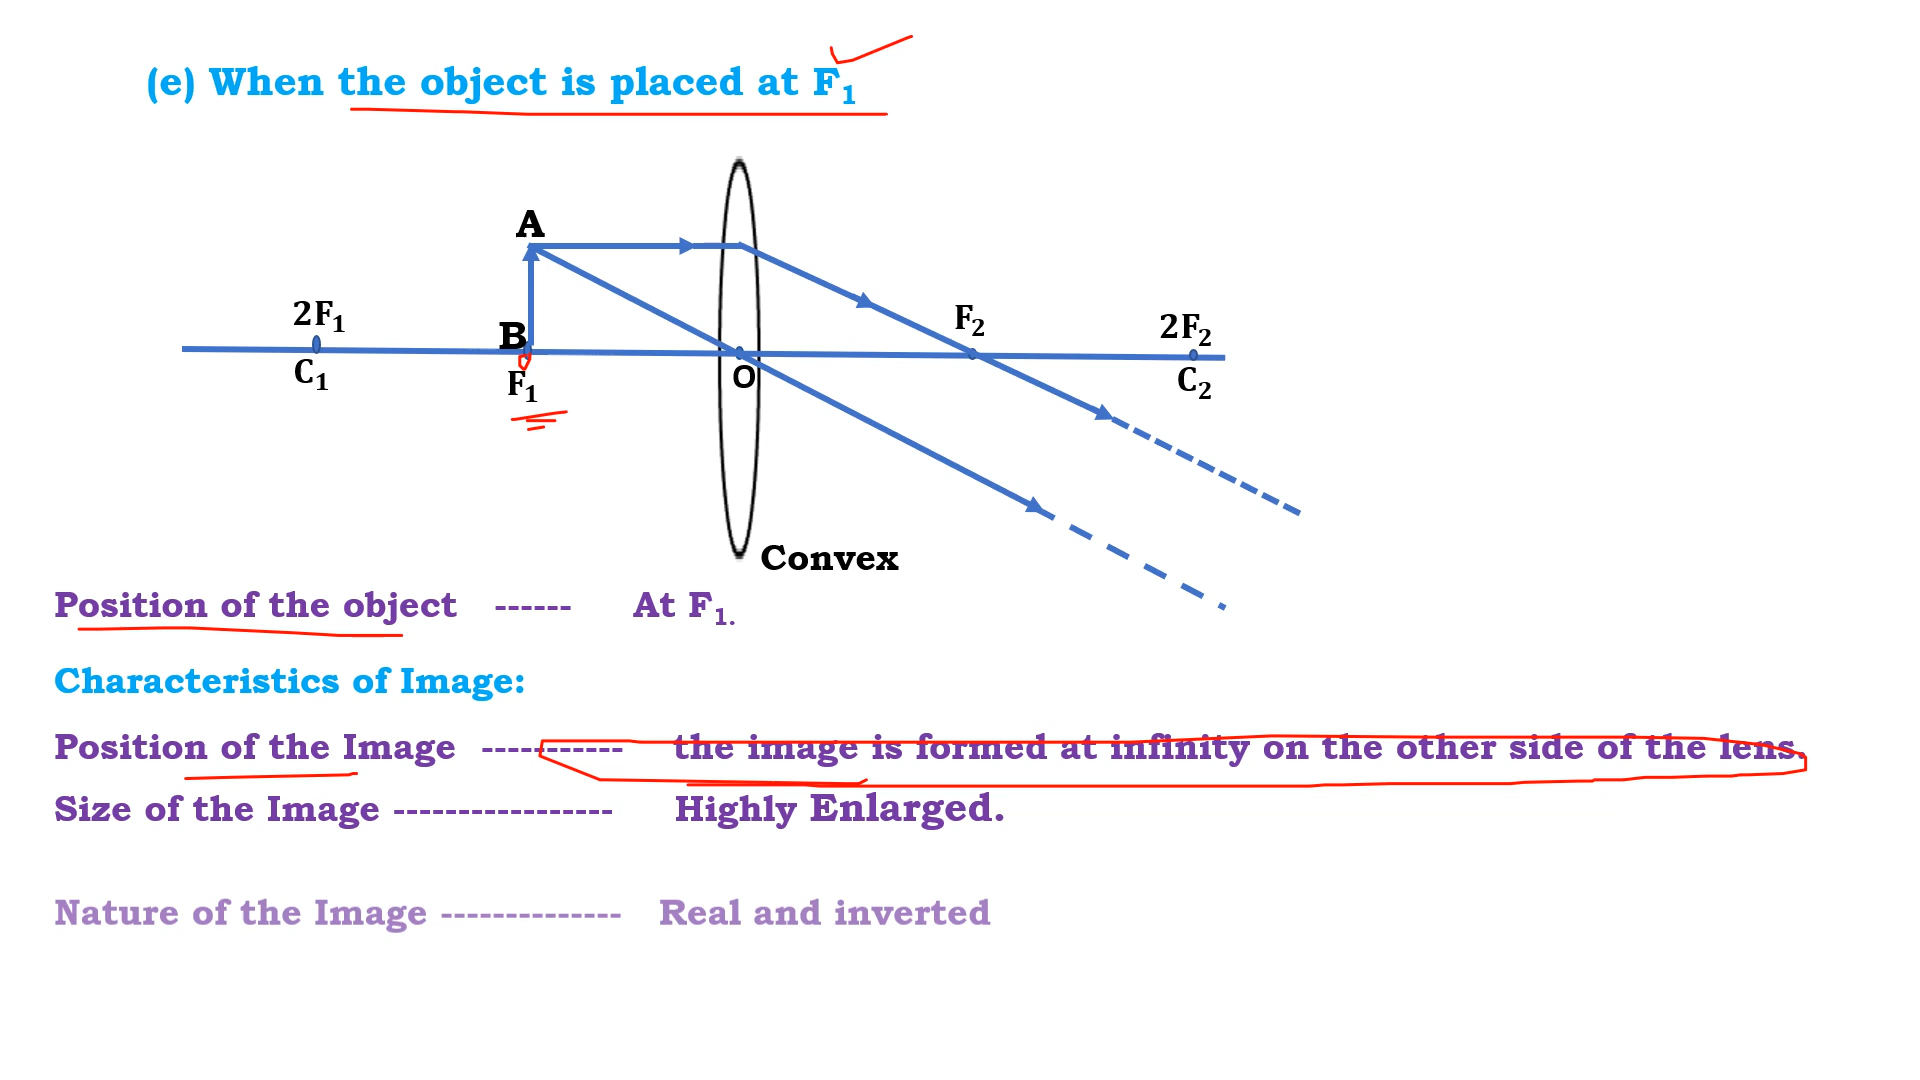 (e) When the object is placed at F₁
A
2F₁
B
F₂
2F₂
C₁
F₁
O
C₂
Convex
Position of the object ------ At F₁.
Characteristics of Image:
Position of the Image ----------- the image is formed at infinity on the other side of the lens.
Size of the Image ----------------- Highly Enlarged.
Nature of the Image -------------- Real and inverted